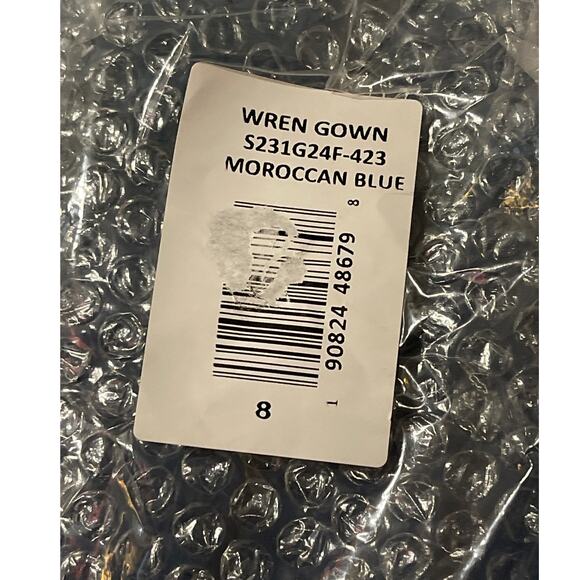 WREN GOWN
S231G24F-423
MOROCCAN BLUE
1 90824 48679 8
8